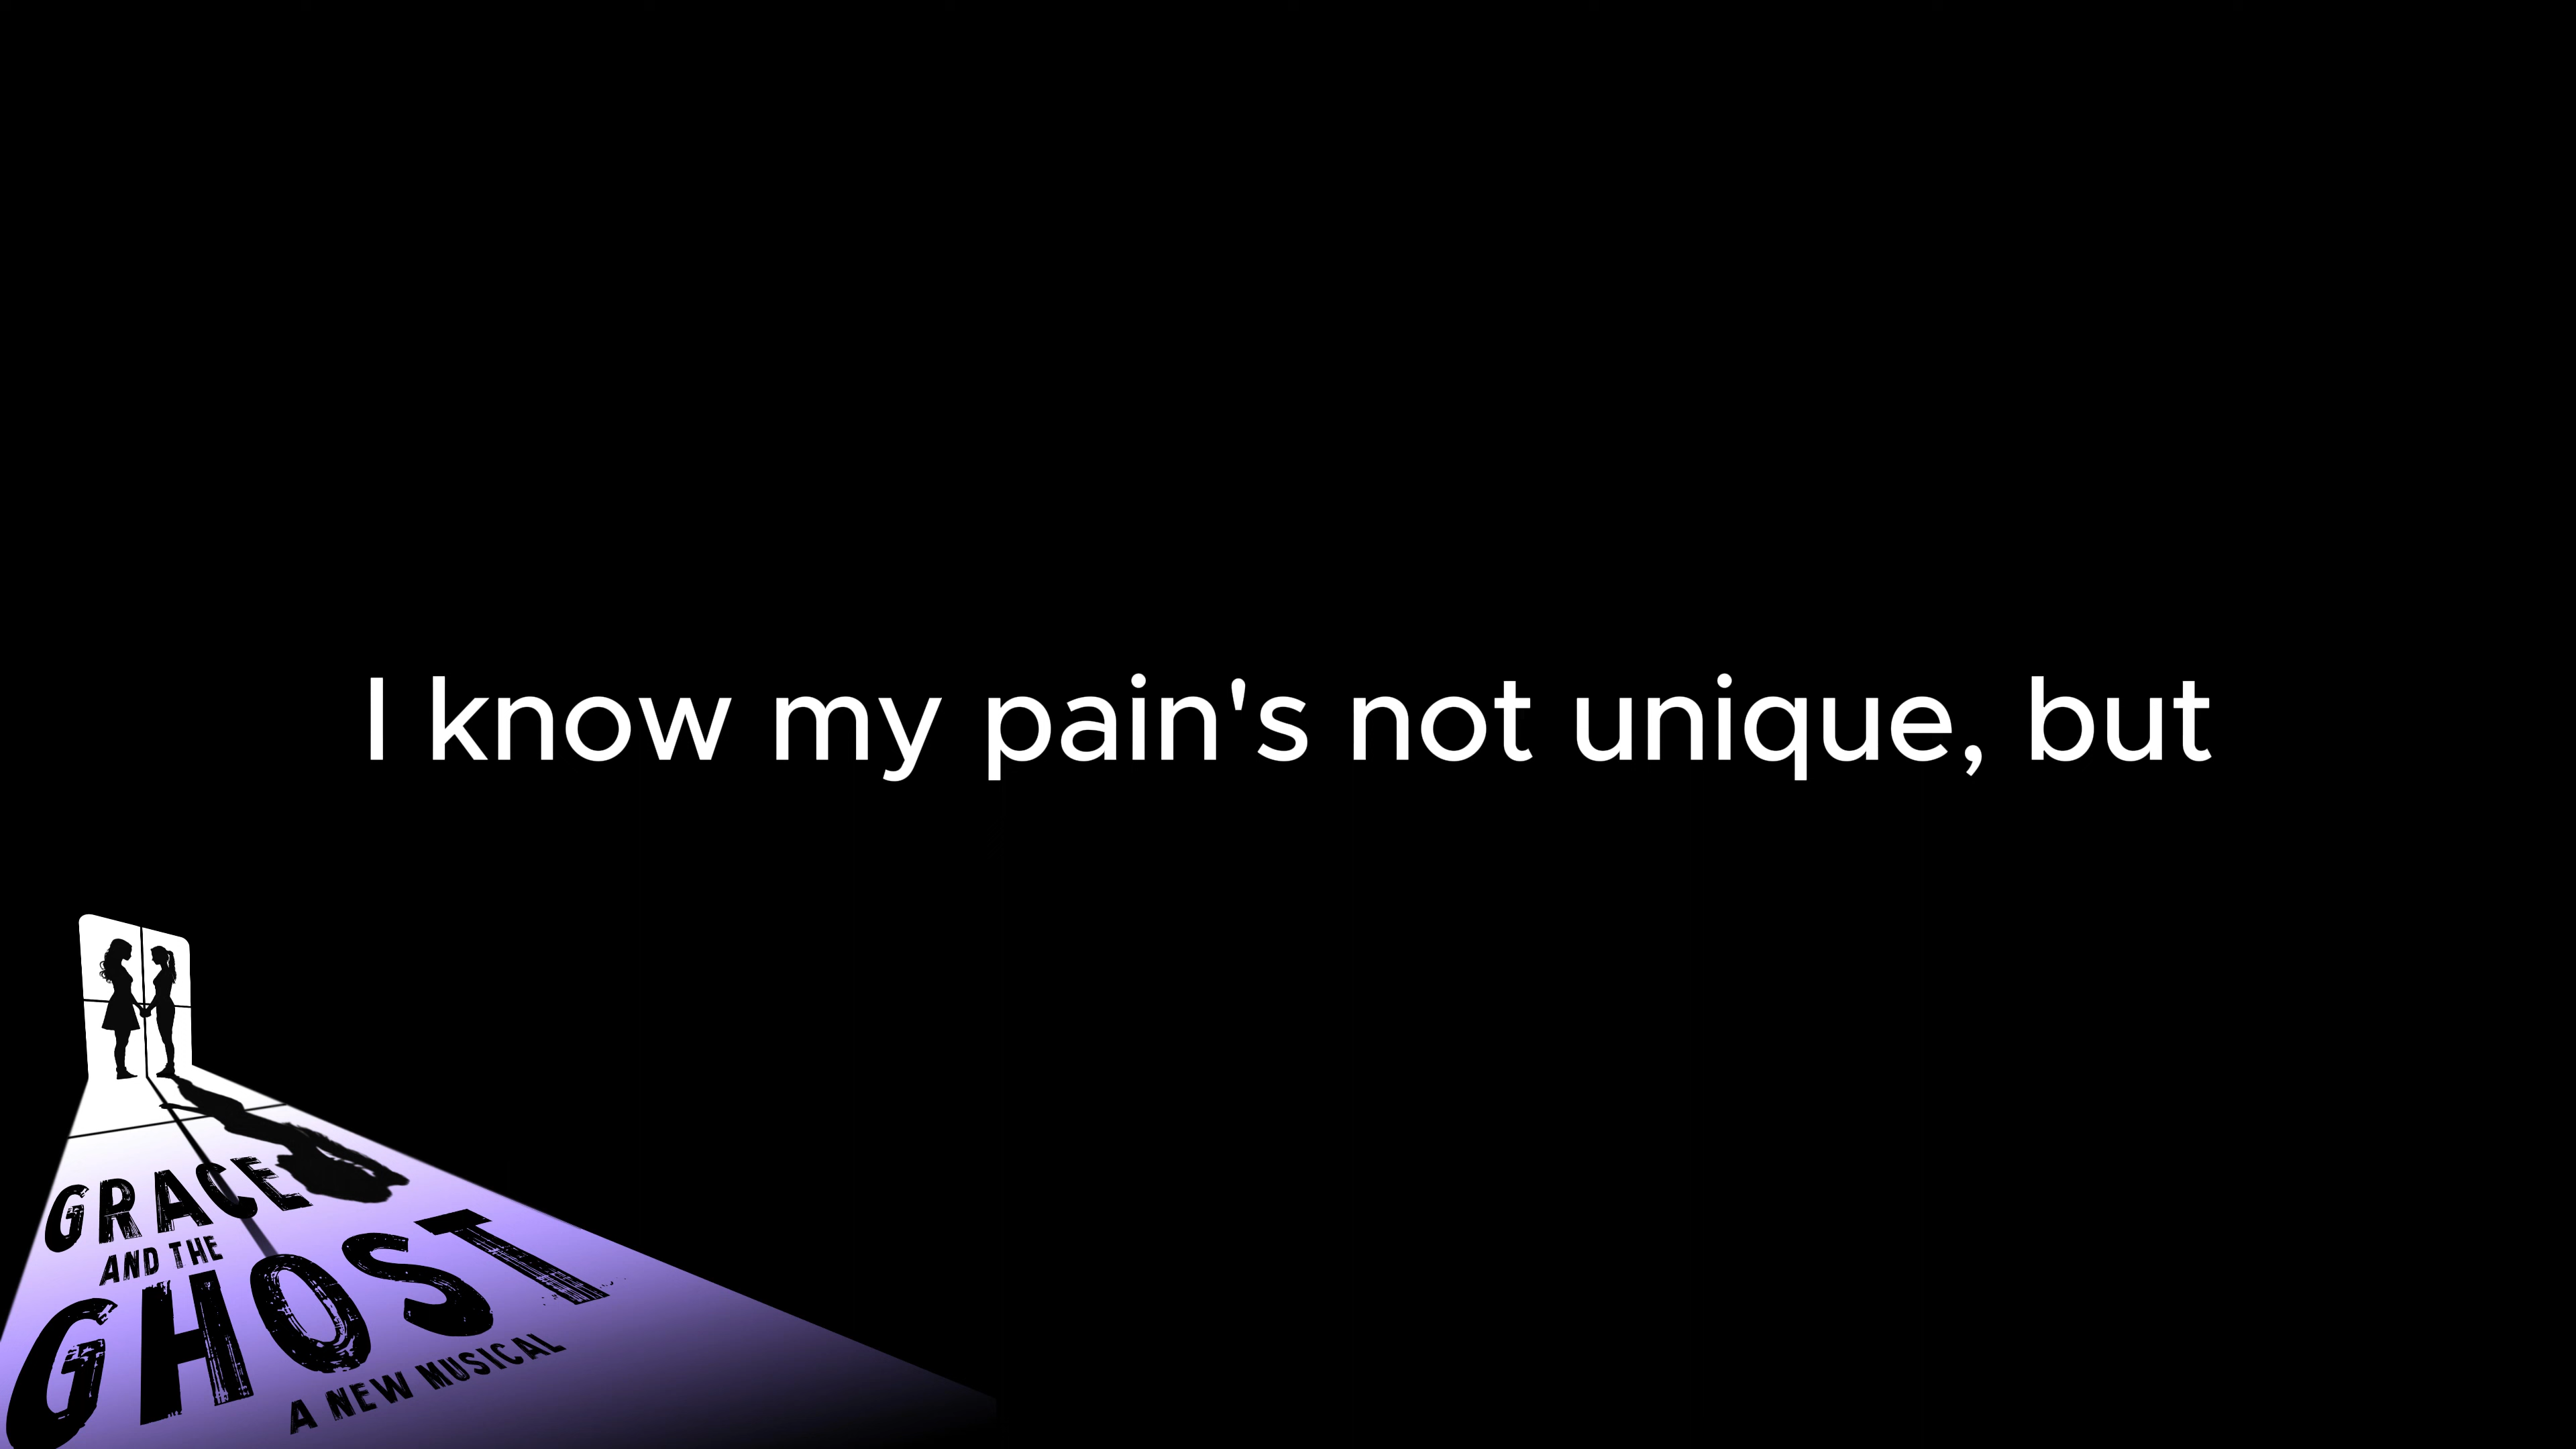 I know my pain's not unique, but
GRACE
AND THE
GHOST
A NEW MUSICAL